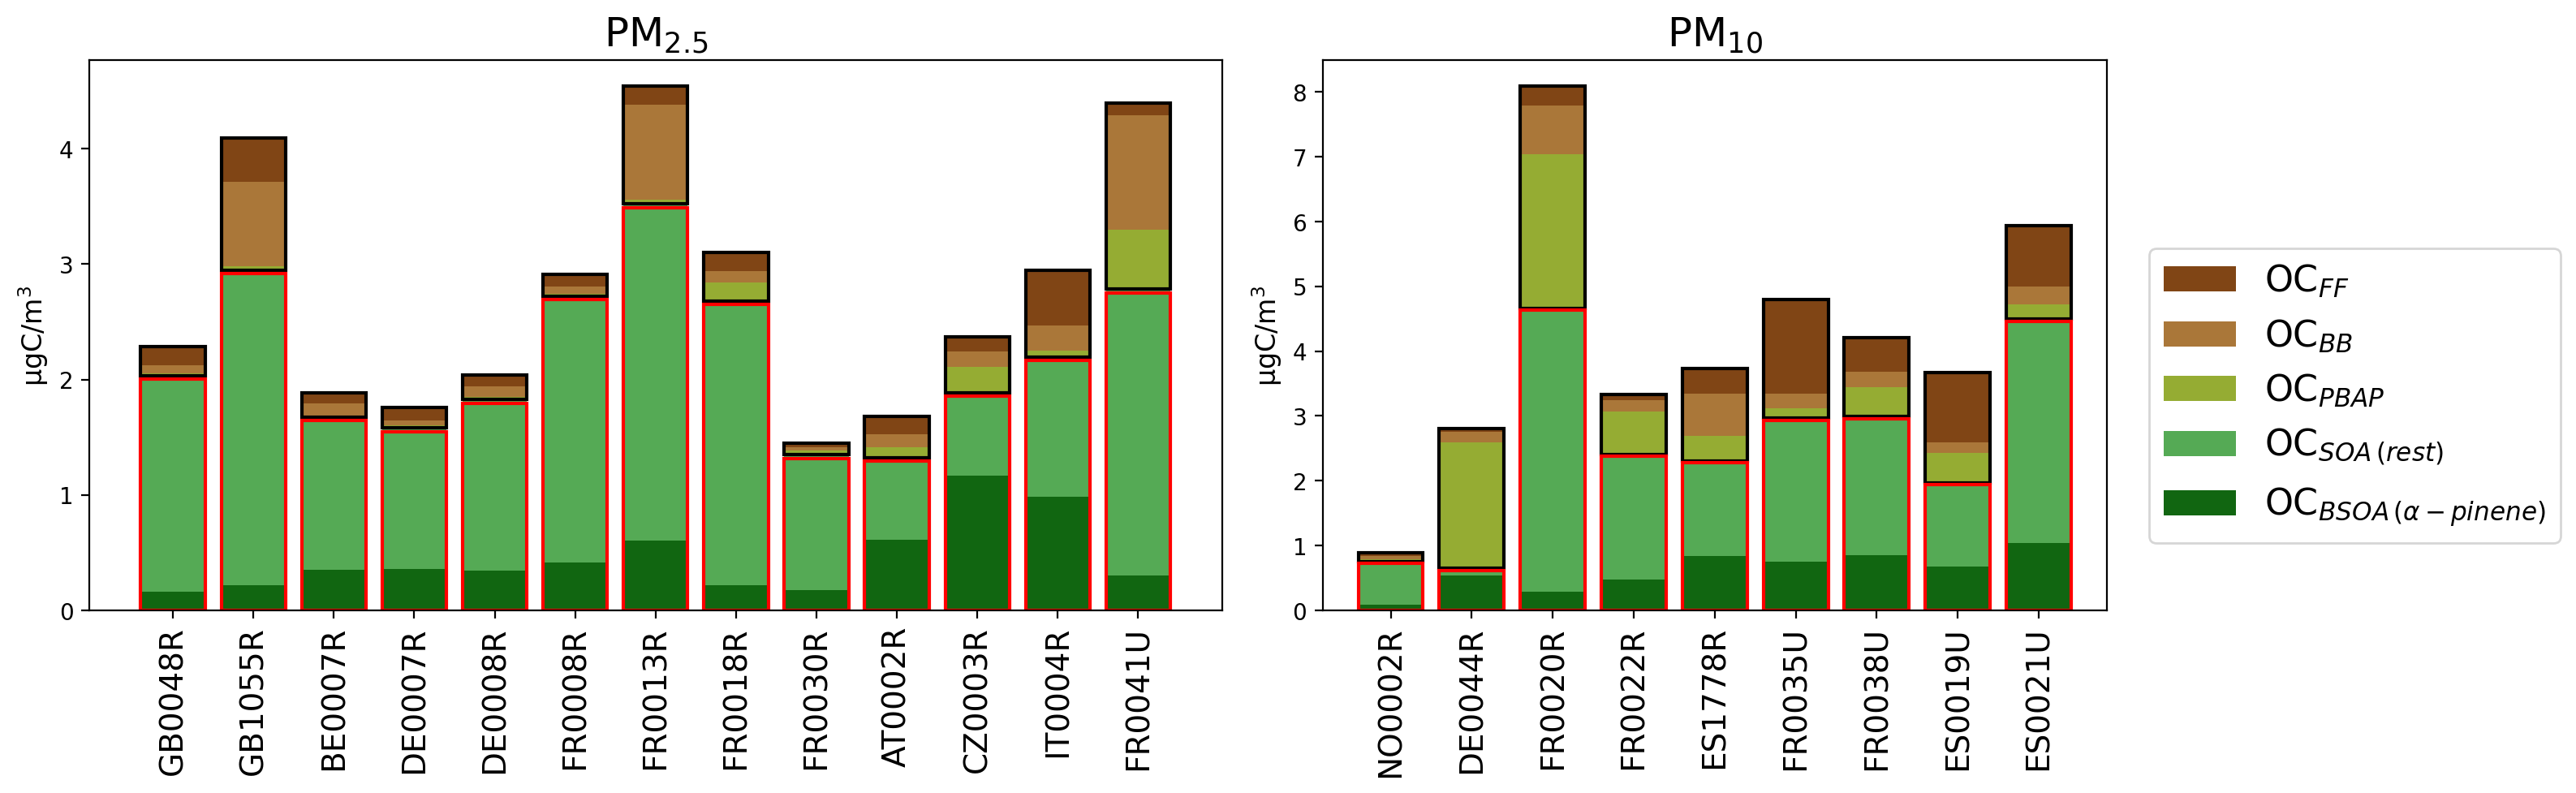 PM2.5
µgC/m3
4
3
2
1
0
GB0048R
GB1055R
BE0007R
DE0007R
DE0008R
FR0008R
FR0013R
FR0018R
FR0030R
AT0002R
CZ0003R
IT0004R
FR0041U
PM10
µgC/m3
8
7
6
5
4
3
2
1
0
NO0002R
DE0044R
FR0020R
FR0022R
ES1778R
FR0035U
FR0038U
ES0019U
ES0021U
OCFF
OCBB
OCPBAP
OCSOA (rest)
OCBSOA (α − pinene)